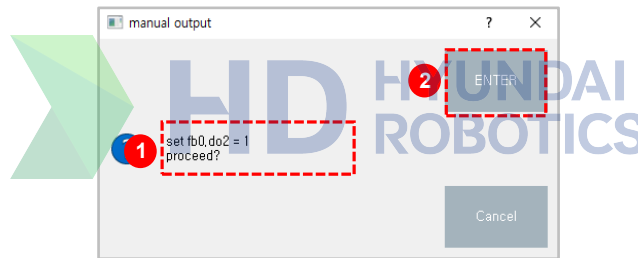 manual output
?
2
ENTER
HD HYUNDAI
ROBOTICS
1
set fb0,do2 = 1
proceed?
Cancel